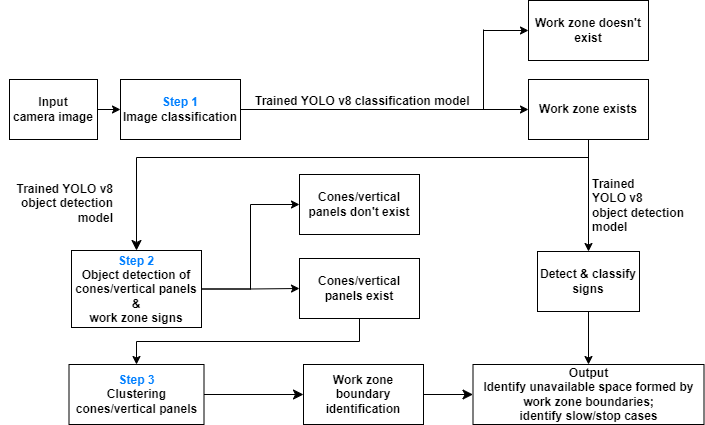 Work zone doesn't
exist
Input
camera image
Step 1
Image classification
Trained YOLO v8 classification model
Work zone exists
Trained YOLO v8
object detection
model
Trained
YOLO v8
object detection
model
Cones/vertical
panels don't exist
Step 2
Object detection of
cones/vertical panels
&
work zone signs
Cones/vertical
panels exist
Detect & classify
signs
Step 3
Clustering
cones/vertical panels
Work zone
boundary
identification
Output
Identify unavailable space formed by
work zone boundaries;
identify slow/stop cases